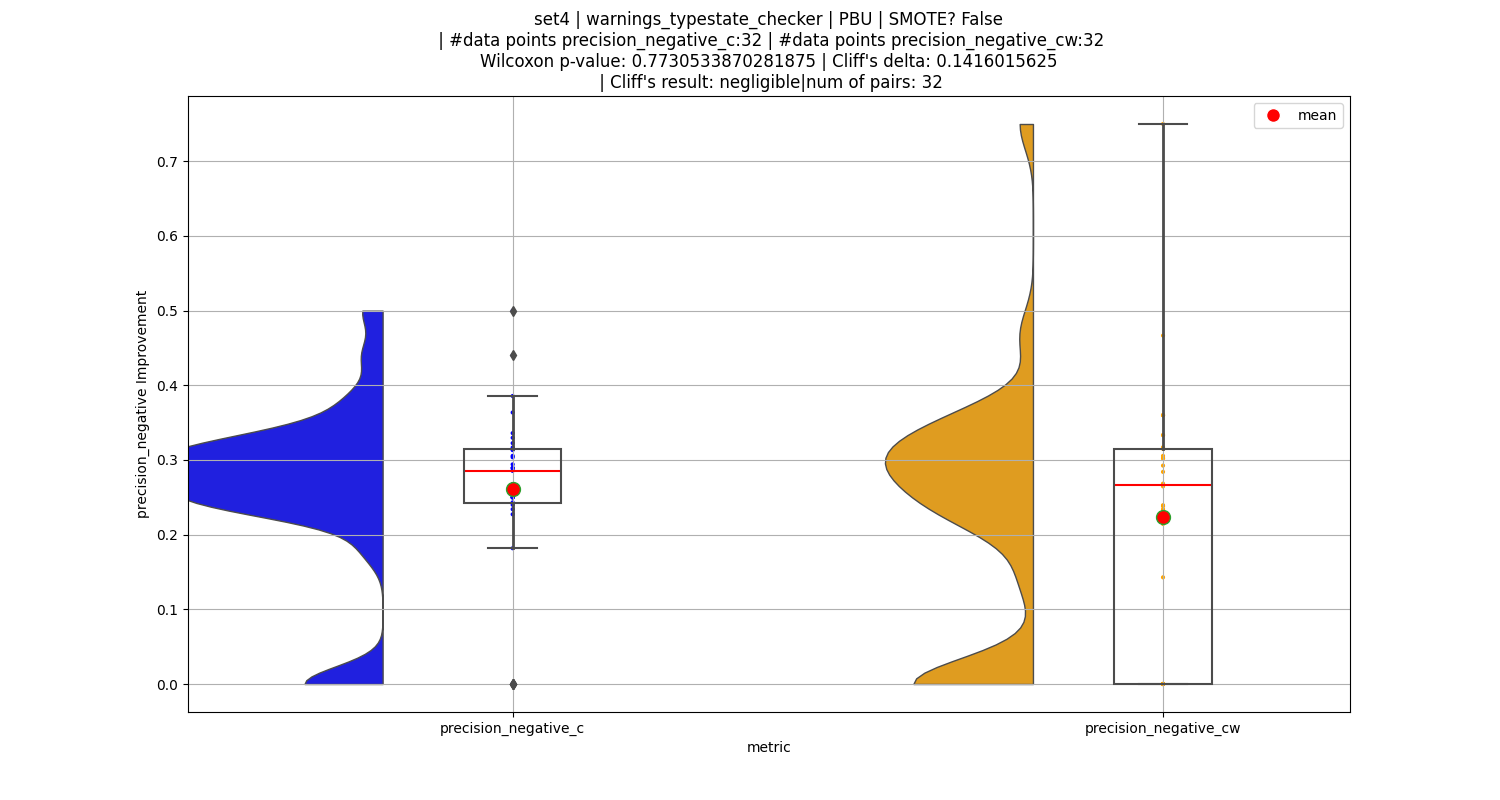 set4 | warnings_typestate_checker | PBU | SMOTE? False
| #data points precision_negative_c:32 | #data points precision_negative_cw:32
Wilcoxon p-value: 0.7730533870281875 | Cliff's delta: 0.1416015625
| Cliff's result: negligible|num of pairs: 32
mean
0.7
0.6
0.5
0.4
0.3
0.2
0.1
0.0
precision_negative Improvement
precision_negative_c
precision_negative_cw
metric